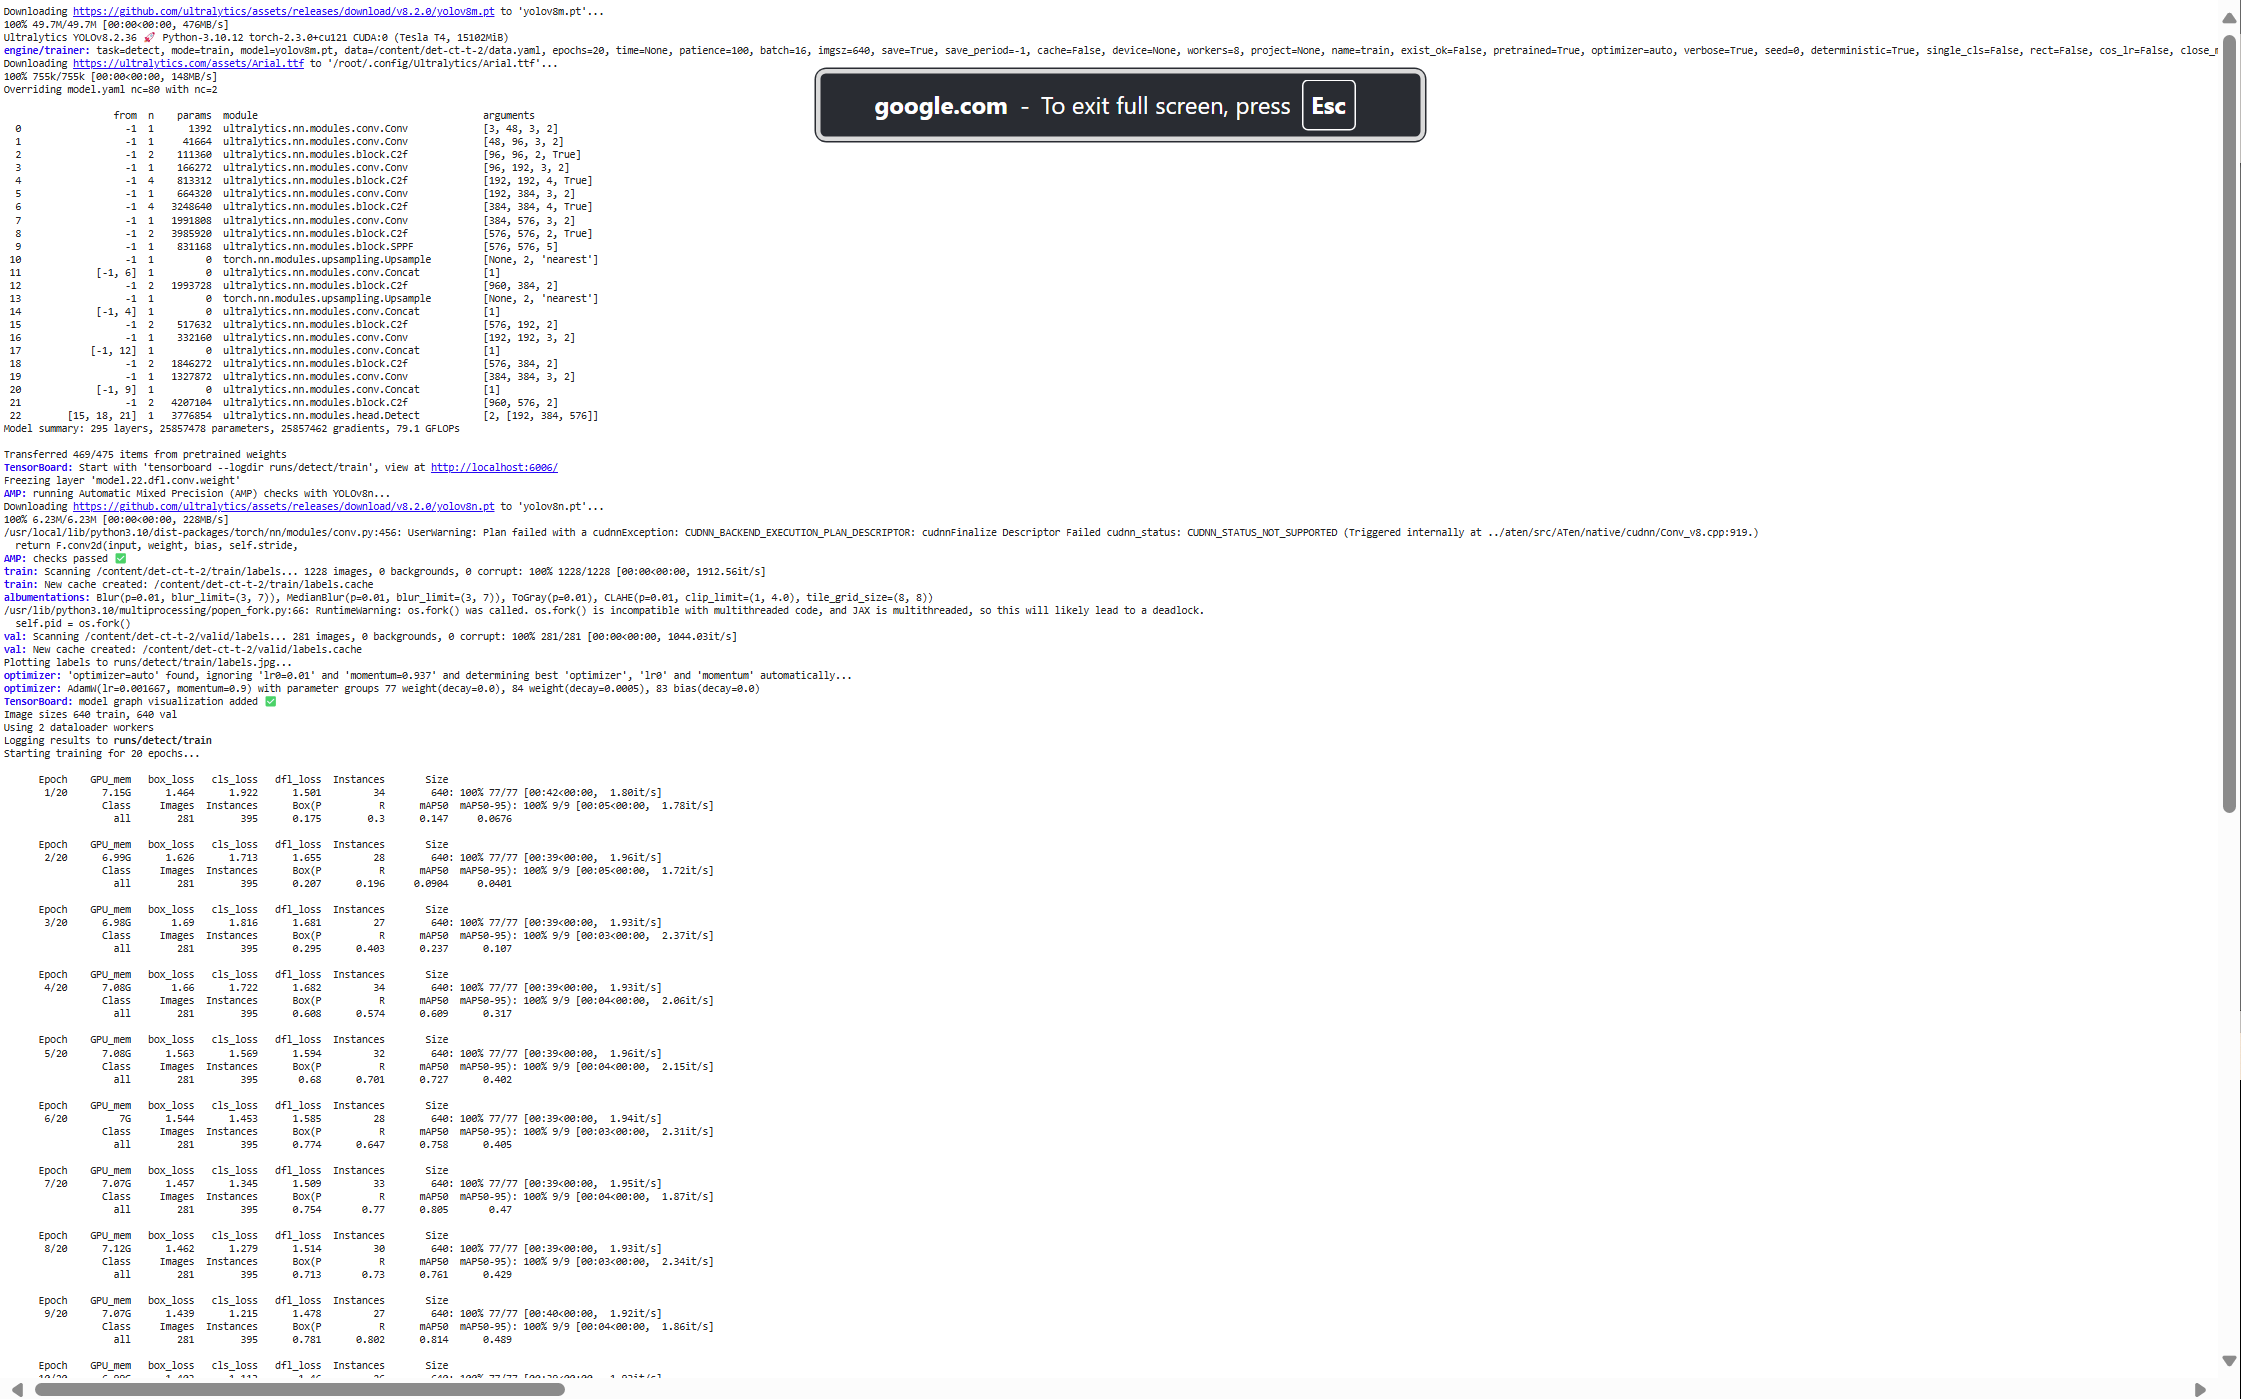 Downloading https://github.com/ultralytics/assets/releases/download/v8.2.0/yolov8m.pt to 'yolov8m.pt'...
100% 49.7M/49.7M [00:00<00:00, 476MB/s]
Ultralytics YOLOv8.2.36 🚀 Python-3.10.12 torch-2.3.0+cu121 CUDA:0 (Tesla T4, 15102MiB)
engine/trainer: task=detect, mode=train, model=yolov8m.pt, data=/content/det-ct-t-2/data.yaml, epochs=20, time=None, patience=100, batch=16, imgsz=640, save=True, save_period=-1, cache=False, device=None, workers=8, project=None, name=train, exist_ok=False, pretrained=True, optimizer=auto, verbose=True, seed=0, deterministic=True, single_cls=False, rect=False, cos_lr=False, close_m
Downloading https://ultralytics.com/assets/Arial.ttf to '/root/.config/Ultralytics/Arial.ttf'...
100% 755k/755k [00:00<00:00, 148MB/s]
Overriding model.yaml nc=80 with nc=2
google.com - To exit full screen, press Esc
from n params module arguments
0 -1 1 1392 ultralytics.nn.modules.conv.Conv [3, 48, 3, 2]
1 -1 1 41664 ultralytics.nn.modules.conv.Conv [48, 96, 3, 2]
2 -1 2 111360 ultralytics.nn.modules.block.C2f [96, 96, 2, True]
3 -1 1 166272 ultralytics.nn.modules.conv.Conv [96, 192, 3, 2]
4 -1 4 813312 ultralytics.nn.modules.block.C2f [192, 192, 4, True]
5 -1 1 664320 ultralytics.nn.modules.conv.Conv [192, 384, 3, 2]
6 -1 4 3248640 ultralytics.nn.modules.block.C2f [384, 384, 4, True]
7 -1 1 1991808 ultralytics.nn.modules.conv.Conv [384, 576, 3, 2]
8 -1 2 3985920 ultralytics.nn.modules.block.C2f [576, 576, 2, True]
9 -1 1 831168 ultralytics.nn.modules.block.SPPF [576, 576, 5]
10 -1 1 0 torch.nn.modules.upsampling.Upsample [None, 2, 'nearest']
11 [-1, 6] 1 0 ultralytics.nn.modules.conv.Concat [1]
12 -1 2 1993728 ultralytics.nn.modules.block.C2f [960, 384, 2]
13 -1 1 0 torch.nn.modules.upsampling.Upsample [None, 2, 'nearest']
14 [-1, 4] 1 0 ultralytics.nn.modules.conv.Concat [1]
15 -1 2 517632 ultralytics.nn.modules.block.C2f [576, 192, 2]
16 -1 1 332160 ultralytics.nn.modules.conv.Conv [192, 192, 3, 2]
17 [-1, 12] 1 0 ultralytics.nn.modules.conv.Concat [1]
18 -1 2 1846272 ultralytics.nn.modules.block.C2f [576, 384, 2]
19 -1 1 1327872 ultralytics.nn.modules.conv.Conv [384, 384, 3, 2]
20 [-1, 9] 1 0 ultralytics.nn.modules.conv.Concat [1]
21 -1 2 4207104 ultralytics.nn.modules.block.C2f [960, 576, 2]
22 [15, 18, 21] 1 3776854 ultralytics.nn.modules.head.Detect [2, [192, 384, 576]]
Model summary: 295 layers, 25857478 parameters, 25857462 gradients, 79.1 GFLOPs
Transferred 469/475 items from pretrained weights
TensorBoard: Start with 'tensorboard --logdir runs/detect/train', view at http://localhost:6006/
Freezing layer 'model.22.dfl.conv.weight'
AMP: running Automatic Mixed Precision (AMP) checks with YOLOv8n...
Downloading https://github.com/ultralytics/assets/releases/download/v8.2.0/yolov8n.pt to 'yolov8n.pt'...
100% 6.23M/6.23M [00:00<00:00, 228MB/s]
/usr/local/lib/python3.10/dist-packages/torch/nn/modules/conv.py:456: UserWarning: Plan failed with a cudnnException: CUDNN_BACKEND_EXECUTION_PLAN_DESCRIPTOR: cudnnFinalize Descriptor Failed cudnn_status: CUDNN_STATUS_NOT_SUPPORTED (Triggered internally at ../aten/src/ATen/native/cudnn/Conv_v8.cpp:919.)
return F.conv2d(input, weight, bias, self.stride,
AMP: checks passed ✅
train: Scanning /content/det-ct-t-2/train/labels... 1228 images, 0 backgrounds, 0 corrupt: 100% 1228/1228 [00:00<00:00, 1912.56it/s]
train: New cache created: /content/det-ct-t-2/train/labels.cache
albumentations: Blur(p=0.01, blur_limit=(3, 7)), MedianBlur(p=0.01, blur_limit=(3, 7)), ToGray(p=0.01), CLAHE(p=0.01, clip_limit=(1, 4.0), tile_grid_size=(8, 8))
/usr/lib/python3.10/multiprocessing/popen_fork.py:66: RuntimeWarning: os.fork() was called. os.fork() is incompatible with multithreaded code, and JAX is multithreaded, so this will likely lead to a deadlock.
self.pid = os.fork()
val: Scanning /content/det-ct-t-2/valid/labels... 281 images, 0 backgrounds, 0 corrupt: 100% 281/281 [00:00<00:00, 1044.03it/s]
val: New cache created: /content/det-ct-t-2/valid/labels.cache
Plotting labels to runs/detect/train/labels.jpg...
optimizer: 'optimizer=auto' found, ignoring 'lr0=0.01' and 'momentum=0.937' and determining best 'optimizer', 'lr0' and 'momentum' automatically...
optimizer: AdamW(lr=0.001667, momentum=0.9) with parameter groups 77 weight(decay=0.0), 84 weight(decay=0.0005), 83 bias(decay=0.0)
TensorBoard: model graph visualization added ✅
Image sizes 640 train, 640 val
Using 2 dataloader workers
Logging results to runs/detect/train
Starting training for 20 epochs...
Epoch GPU_mem box_loss cls_loss dfl_loss Instances Size
1/20 7.15G 1.464 1.922 1.501 34 640: 100% 77/77 [00:42<00:00, 1.80it/s]
Class Images Instances Box(P R mAP50 mAP50-95): 100% 9/9 [00:05<00:00, 1.78it/s]
all 281 395 0.175 0.3 0.147 0.0676
Epoch GPU_mem box_loss cls_loss dfl_loss Instances Size
2/20 6.99G 1.626 1.713 1.655 28 640: 100% 77/77 [00:39<00:00, 1.96it/s]
Class Images Instances Box(P R mAP50 mAP50-95): 100% 9/9 [00:05<00:00, 1.72it/s]
all 281 395 0.207 0.196 0.0904 0.0401
Epoch GPU_mem box_loss cls_loss dfl_loss Instances Size
3/20 6.98G 1.69 1.816 1.681 27 640: 100% 77/77 [00:39<00:00, 1.93it/s]
Class Images Instances Box(P R mAP50 mAP50-95): 100% 9/9 [00:03<00:00, 2.37it/s]
all 281 395 0.295 0.403 0.237 0.107
Epoch GPU_mem box_loss cls_loss dfl_loss Instances Size
4/20 7.08G 1.66 1.722 1.682 34 640: 100% 77/77 [00:39<00:00, 1.93it/s]
Class Images Instances Box(P R mAP50 mAP50-95): 100% 9/9 [00:04<00:00, 2.06it/s]
all 281 395 0.608 0.574 0.609 0.317
Epoch GPU_mem box_loss cls_loss dfl_loss Instances Size
5/20 7.08G 1.563 1.569 1.594 32 640: 100% 77/77 [00:39<00:00, 1.96it/s]
Class Images Instances Box(P R mAP50 mAP50-95): 100% 9/9 [00:04<00:00, 2.15it/s]
all 281 395 0.68 0.701 0.727 0.402
Epoch GPU_mem box_loss cls_loss dfl_loss Instances Size
6/20 7G 1.544 1.453 1.585 28 640: 100% 77/77 [00:39<00:00, 1.94it/s]
Class Images Instances Box(P R mAP50 mAP50-95): 100% 9/9 [00:03<00:00, 2.31it/s]
all 281 395 0.774 0.647 0.758 0.405
Epoch GPU_mem box_loss cls_loss dfl_loss Instances Size
7/20 7.07G 1.457 1.345 1.509 33 640: 100% 77/77 [00:39<00:00, 1.95it/s]
Class Images Instances Box(P R mAP50 mAP50-95): 100% 9/9 [00:04<00:00, 1.87it/s]
all 281 395 0.754 0.77 0.805 0.47
Epoch GPU_mem box_loss cls_loss dfl_loss Instances Size
8/20 7.12G 1.462 1.279 1.514 30 640: 100% 77/77 [00:39<00:00, 1.93it/s]
Class Images Instances Box(P R mAP50 mAP50-95): 100% 9/9 [00:03<00:00, 2.34it/s]
all 281 395 0.713 0.73 0.761 0.429
Epoch GPU_mem box_loss cls_loss dfl_loss Instances Size
9/20 7.07G 1.439 1.215 1.478 27 640: 100% 77/77 [00:40<00:00, 1.92it/s]
Class Images Instances Box(P R mAP50 mAP50-95): 100% 9/9 [00:04<00:00, 1.86it/s]
all 281 395 0.781 0.802 0.814 0.489
Epoch GPU_mem box_loss cls_loss dfl_loss Instances Size